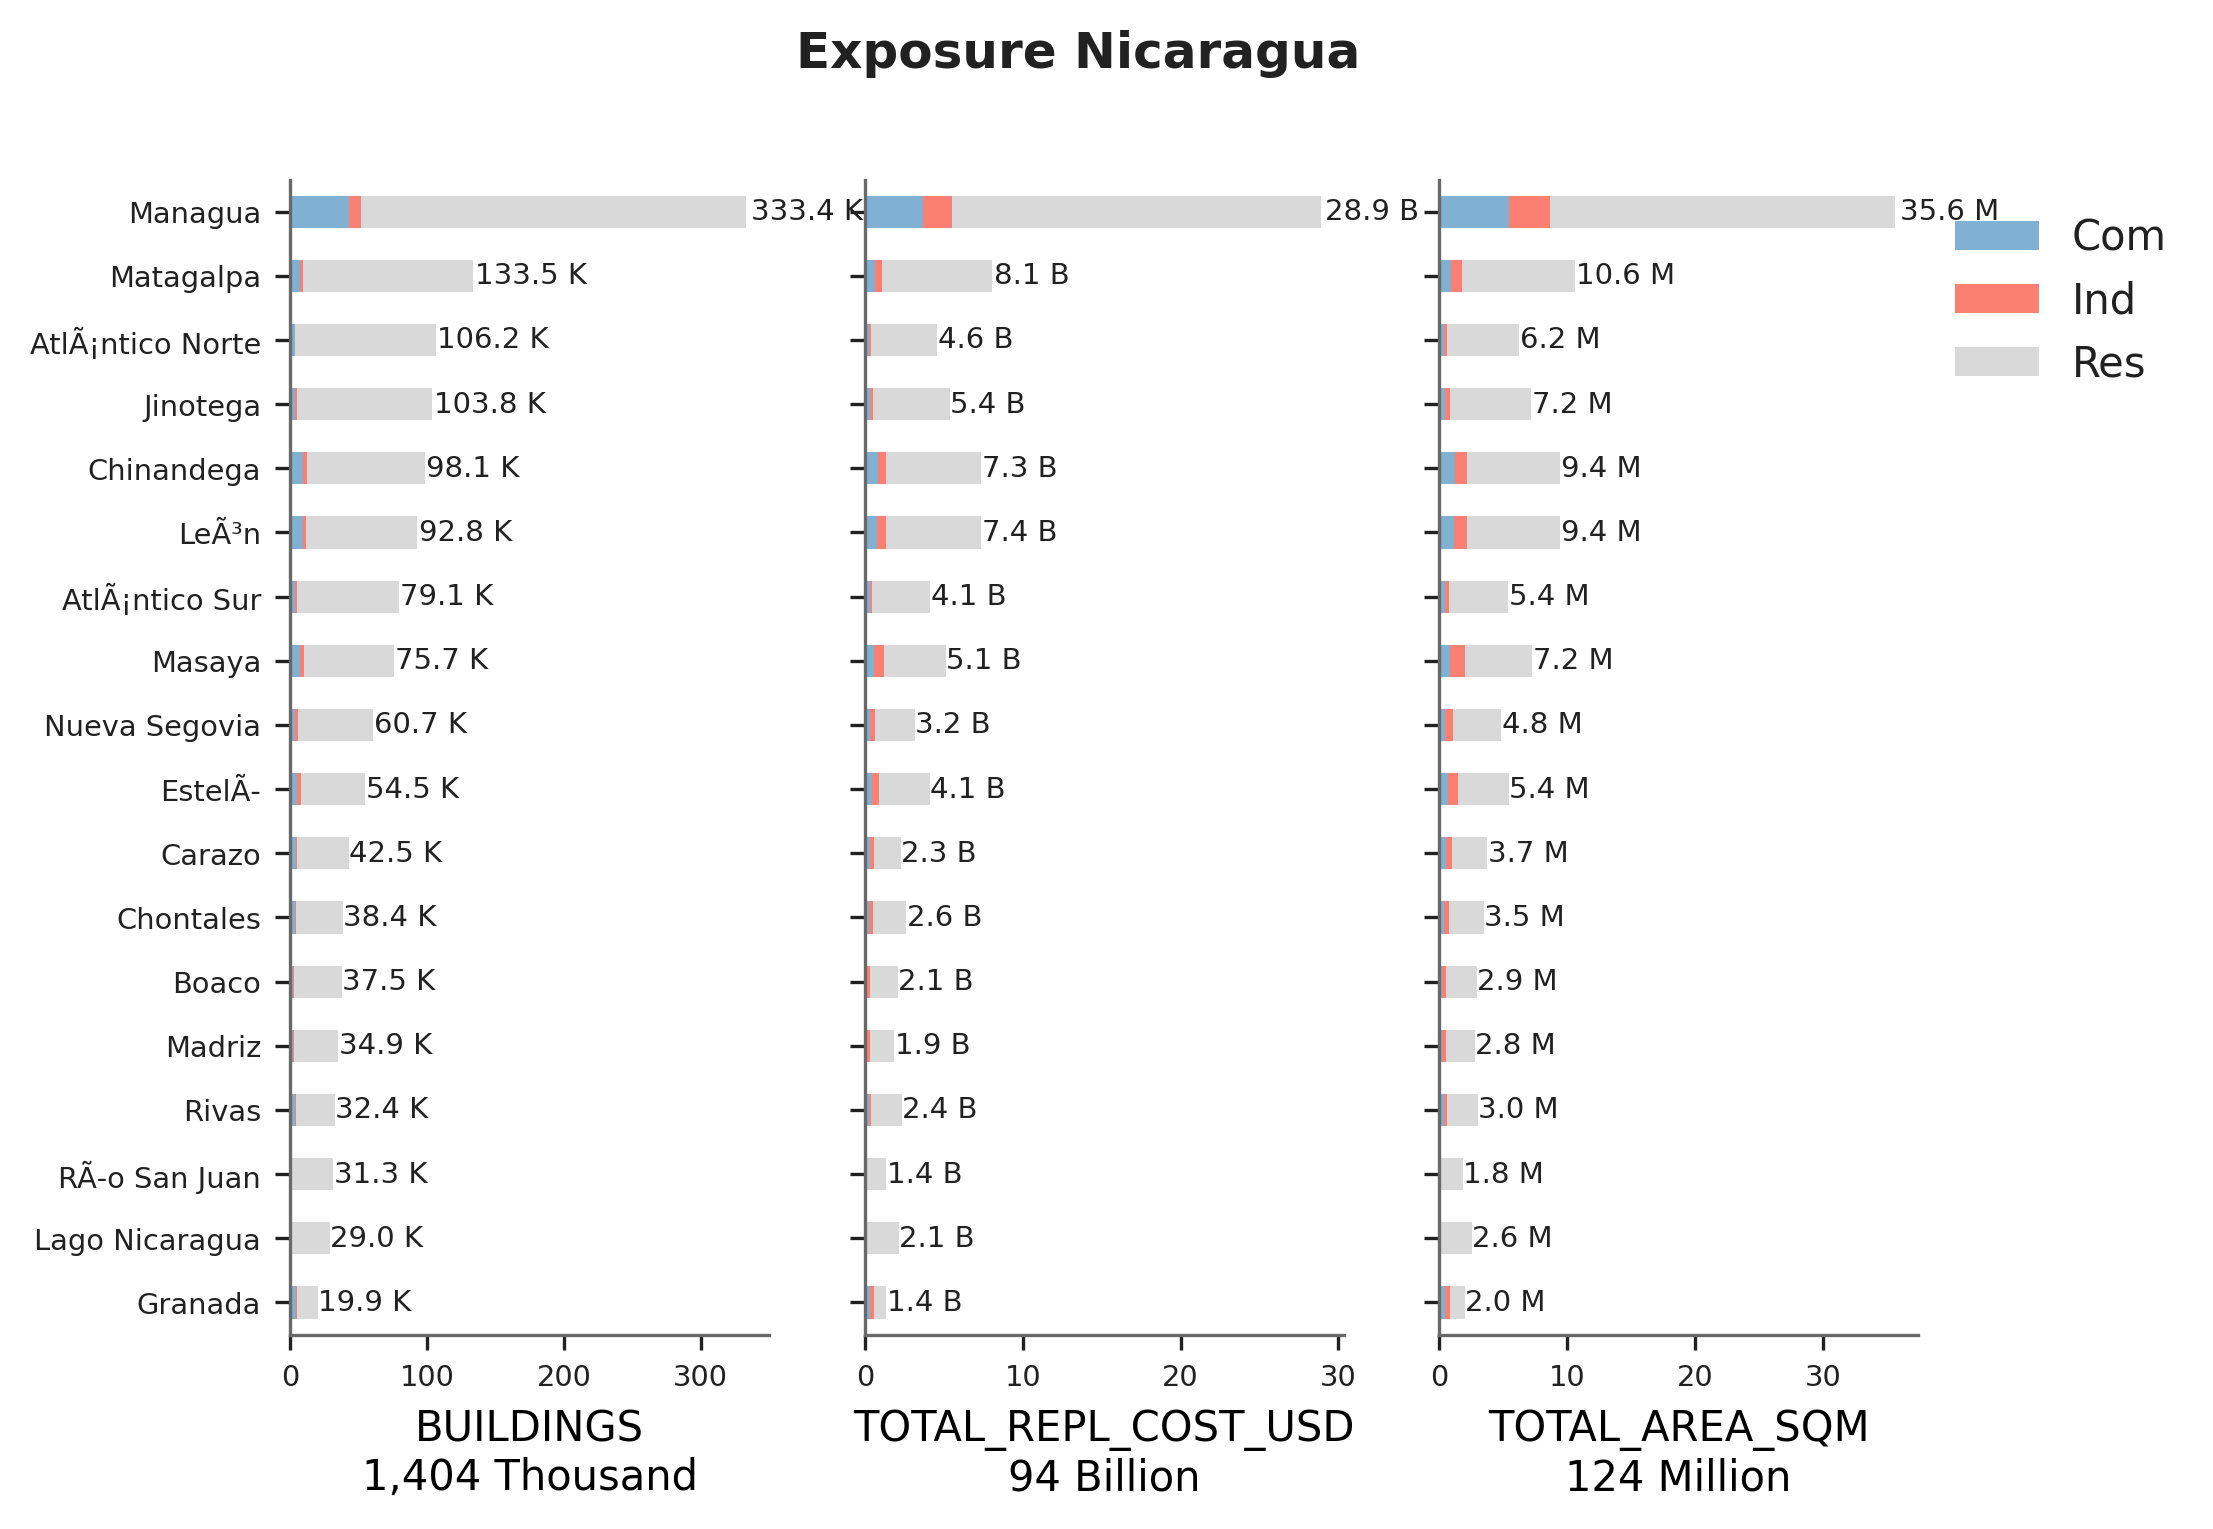 Exposure Nicaragua
Managua 333.4 K 28.9 B 35.6 M
Matagalpa 133.5 K 8.1 B 10.6 M
AtlÃ¡ntico Norte 106.2 K 4.6 B 6.2 M
Jinotega 103.8 K 5.4 B 7.2 M
Chinandega 98.1 K 7.3 B 9.4 M
LeÃ³n 92.8 K 7.4 B 9.4 M
AtlÃ¡ntico Sur 79.1 K 4.1 B 5.4 M
Masaya 75.7 K 5.1 B 7.2 M
Nueva Segovia 60.7 K 3.2 B 4.8 M
EstelÃ- 54.5 K 4.1 B 5.4 M
Carazo 42.5 K 2.3 B 3.7 M
Chontales 38.4 K 2.6 B 3.5 M
Boaco 37.5 K 2.1 B 2.9 M
Madriz 34.9 K 1.9 B 2.8 M
Rivas 32.4 K 2.4 B 3.0 M
RÃ-o San Juan 31.3 K 1.4 B 1.8 M
Lago Nicaragua 29.0 K 2.1 B 2.6 M
Granada 19.9 K 1.4 B 2.0 M
0 100 200 300
0 10 20 30
0 10 20 30
BUILDINGS
1,404 Thousand
TOTAL_REPL_COST_USD
94 Billion
TOTAL_AREA_SQM
124 Million
Com
Ind
Res